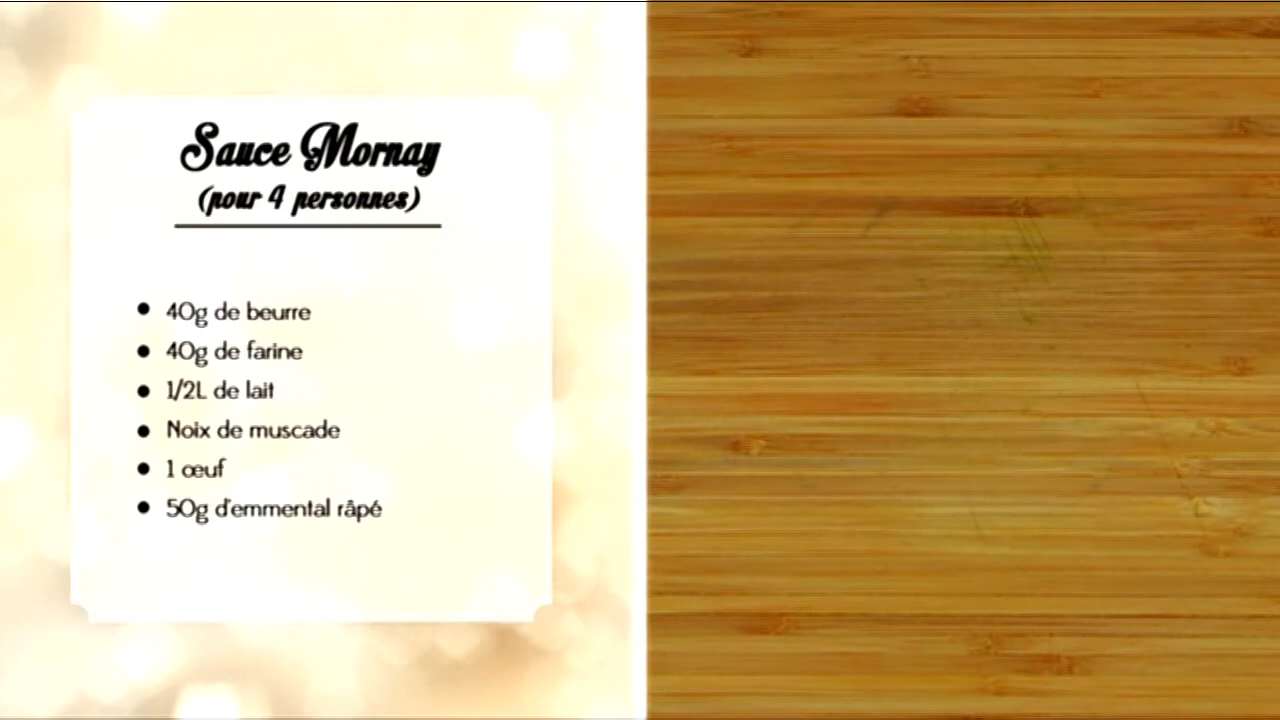 Sauce Mornay
(pour 4 personnes)
• 40g de beurre
• 40g de farine
• 1/2L de lait
• Noix de muscade
• 1 œuf
• 50g d'emmental râpé